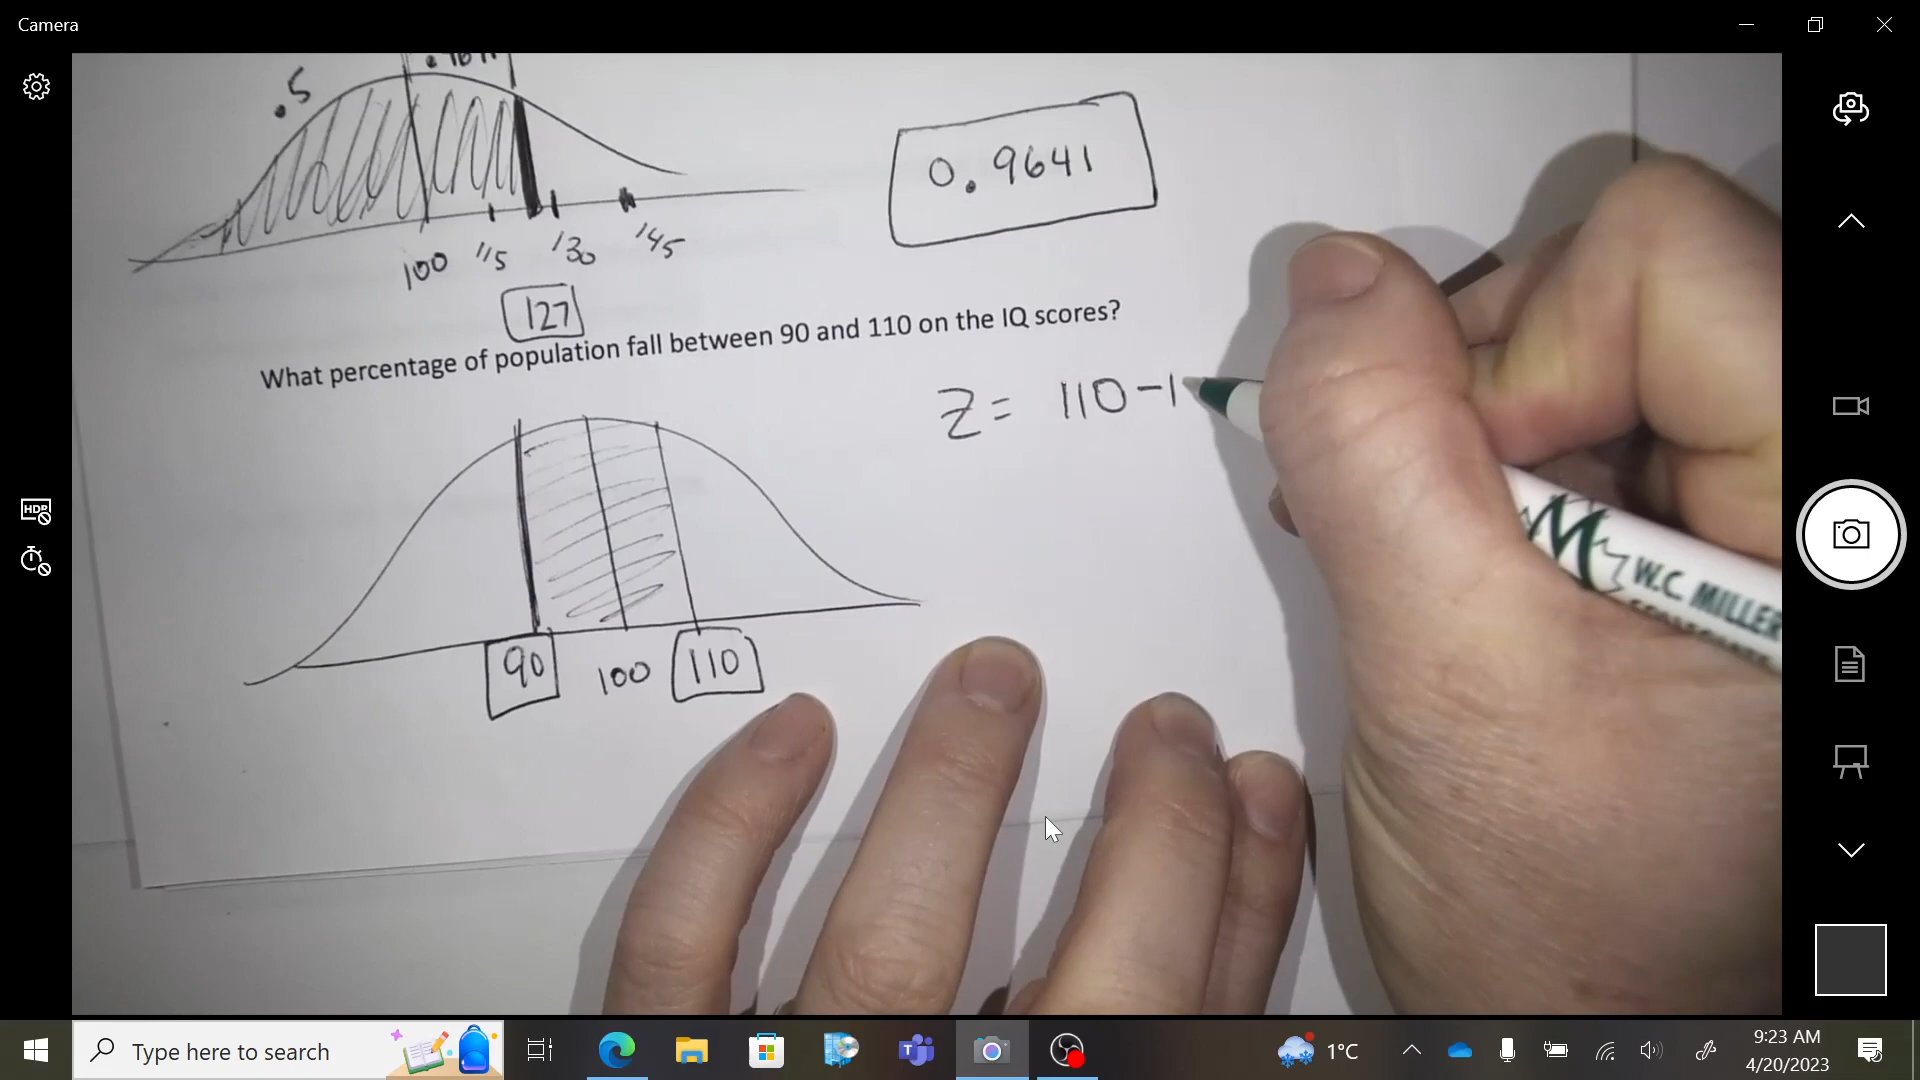 Camera
.5
0.9641
100 115 130 145
127
What percentage of population fall between 90 and 110 on the IQ scores?
Z = 110-1
W.C. MILLER
90 100 110
Type here to search
1°C
9:23 AM
4/20/2023